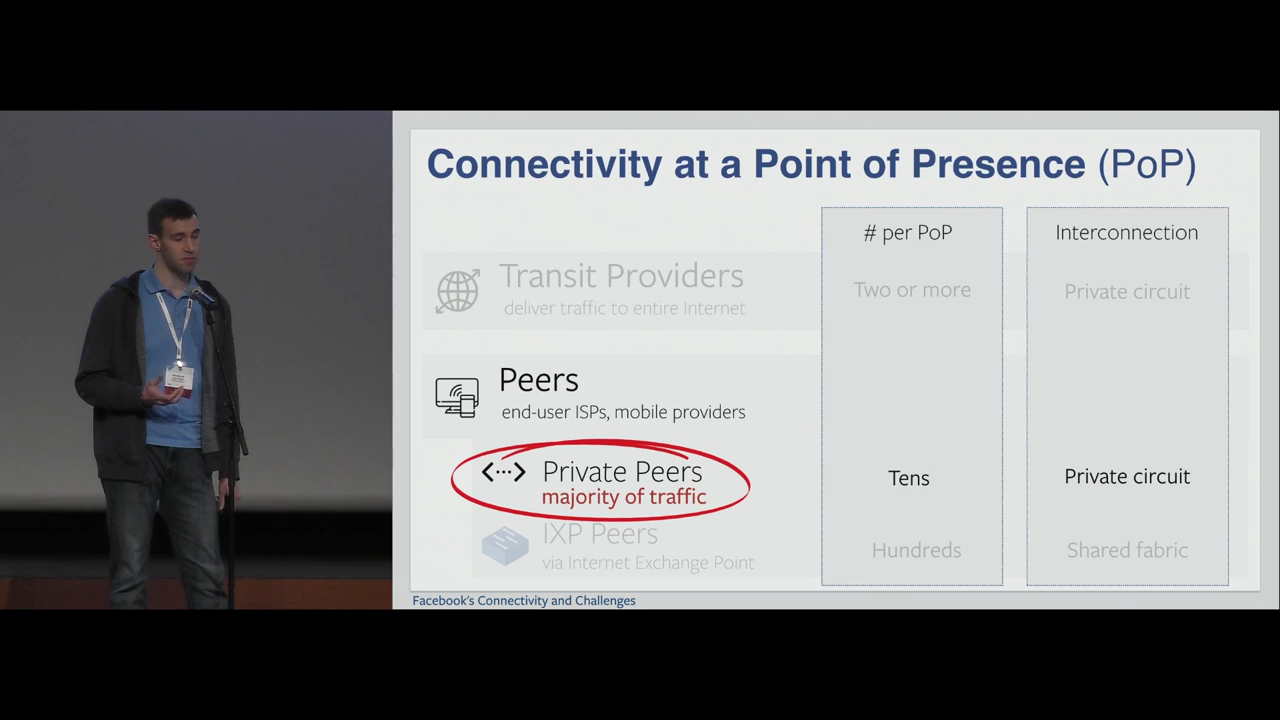 Connectivity at a Point of Presence (PoP)
# per PoP
Interconnection
Transit Providers
deliver traffic to entire Internet
Two or more
Private circuit
Peers
end-user ISPs, mobile providers
Private Peers
majority of traffic
Tens
Private circuit
IXP Peers
via Internet Exchange Point
Hundreds
Shared fabric
Facebook's Connectivity and Challenges